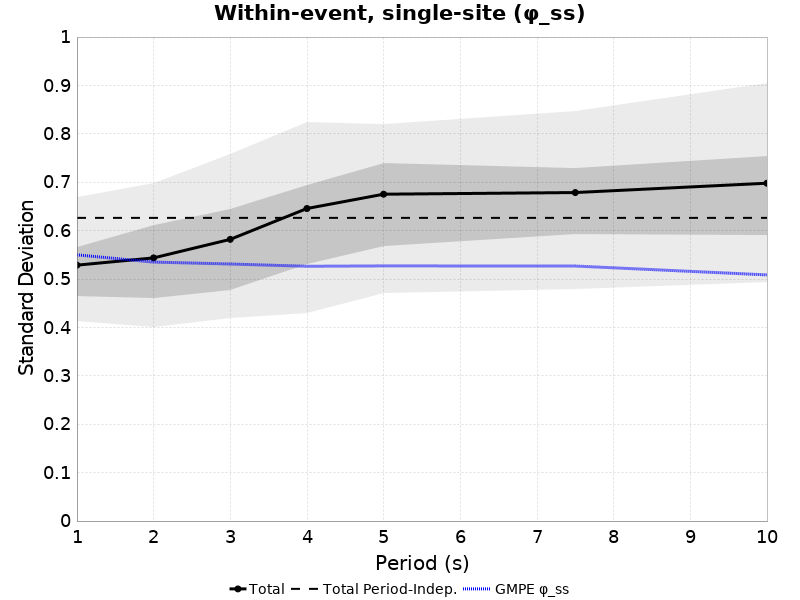 Within-event, single-site (φ_ss)
1
0.9
0.8
0.7
0.6
0.5
0.4
0.3
0.2
0.1
0
Standard Deviation
1 2 3 4 5 6 7 8 9 10
Period (s)
Total Total Period-Indep. GMPE φ_ss